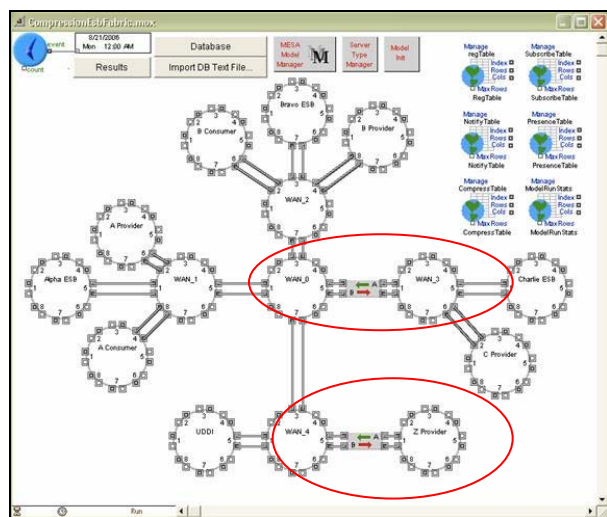 CompressionEsbFabric.mox
event
count
8/21/2006
Mon 12:00 AM
Database
Results
Import DB Text File...
MESA Model Manager
M
Server Type Manager
Model Init
Manage regTable
Index
Rows
Cols
MaxRows
RegTable
Manage SubscribeTable
Index
Rows
Cols
MaxRows
SubscribeTable
Manage NotifyTable
Index
Rows
Cols
MaxRows
NotifyTable
Manage PresenceTable
Index
Rows
Cols
MaxRows
PresenceTable
Manage CompressTable
Index
Rows
Cols
MaxRows
CompressTable
Manage ModelRunStats
Index
Rows
Cols
MaxRows
ModelRunStats
Bravo ESB
B Consumer
B Provider
WAN_2
A Provider
Alpha ESB
WAN_1
WAN_0
A
B
WAN_3
Charlie ESB
A Consumer
C Provider
UDDI
WAN_4
A
B
Z Provider
Run